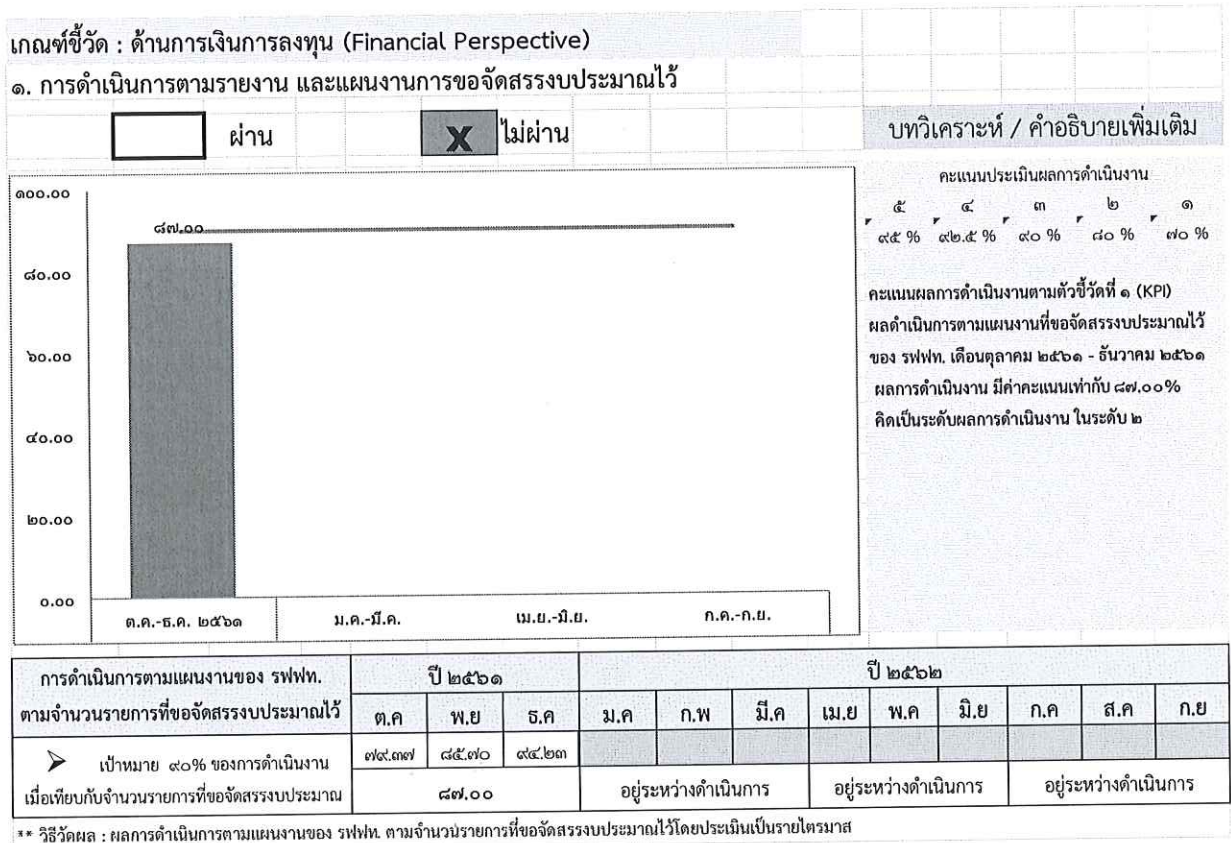 เกณฑ์ชี้วัด : ด้านการเงินการลงทุน (Financial Perspective)
๑. การดำเนินการตามรายงาน และแผนงานการขอจัดสรรงบประมาณไว้
ผ่าน X ไม่ผ่าน
บทวิเคราะห์ / คำอธิบายเพิ่มเติม
๑๐๐.๐๐
๘๐.๐๐
๖๐.๐๐
๔๐.๐๐
๒๐.๐๐
๐.๐๐
๘๗.๐๐
ต.ค.-ธ.ค. ๒๕๖๑ ม.ค.-มี.ค. เม.ย.-มิ.ย. ก.ค.-ก.ย.
คะแนนประเมินผลการดำเนินงาน
๕ ๔ ๓ ๒ ๑
๙๕ % ๙๒.๕ % ๙๐ % ๘๐ % ๗๐ %
คะแนนผลการดำเนินงานตามตัวชี้วัดที่ ๑ (KPI)
ผลดำเนินการตามแผนงานที่ขอจัดสรรงบประมาณไว้
ของ รฟฟท. เดือนตุลาคม ๒๕๖๑ - ธันวาคม ๒๕๖๑
ผลการดำเนินงาน มีค่าคะแนนเท่ากับ ๘๗.๐๐%
คิดเป็นระดับผลการดำเนินงาน ในระดับ ๒
การดำเนินการตามแผนงานของ รฟฟท. ปี ๒๕๖๑ ปี ๒๕๖๒
ตามจำนวนรายการที่ขอจัดสรรงบประมาณไว้ ต.ค พ.ย ธ.ค ม.ค ก.พ มี.ค เม.ย พ.ค มิ.ย ก.ค ส.ค ก.ย
➢ เป้าหมาย ๙๐% ของการดำเนินงาน ๗๙.๓๗ ๘๕.๗๐ ๙๔.๒๓
เมื่อเทียบกับจำนวนรายการที่ขอจัดสรรงบประมาณ ๘๗.๐๐ อยู่ระหว่างดำเนินการ อยู่ระหว่างดำเนินการ อยู่ระหว่างดำเนินการ
** วิธีวัดผล : ผลการดำเนินการตามแผนงานของ รฟฟท. ตามจำนวนรายการที่ขอจัดสรรงบประมาณไว้โดยประเมินเป็นรายไตรมาส